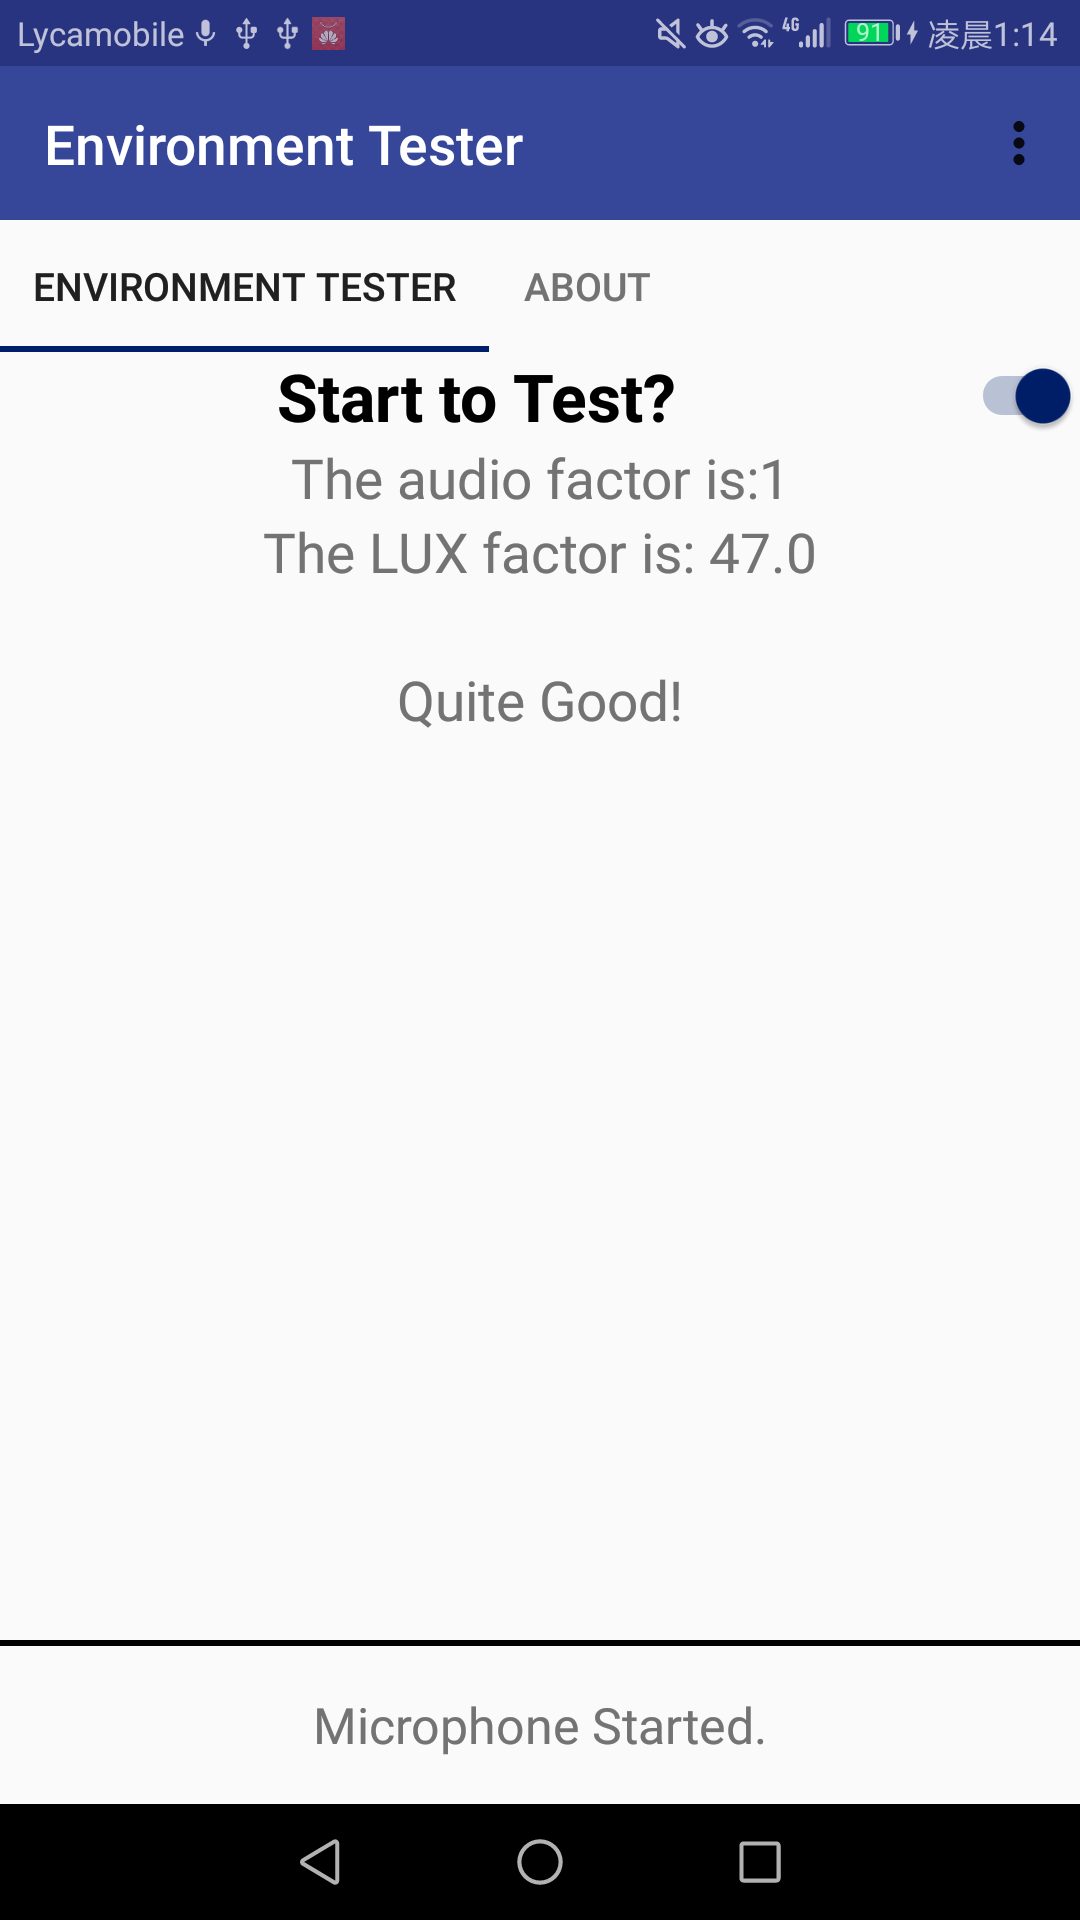 Lycamobile 4G 91 凌晨1:14
Environment Tester
ENVIRONMENT TESTER ABOUT
Start to Test?
The audio factor is:1
The LUX factor is: 47.0
Quite Good!
Microphone Started.